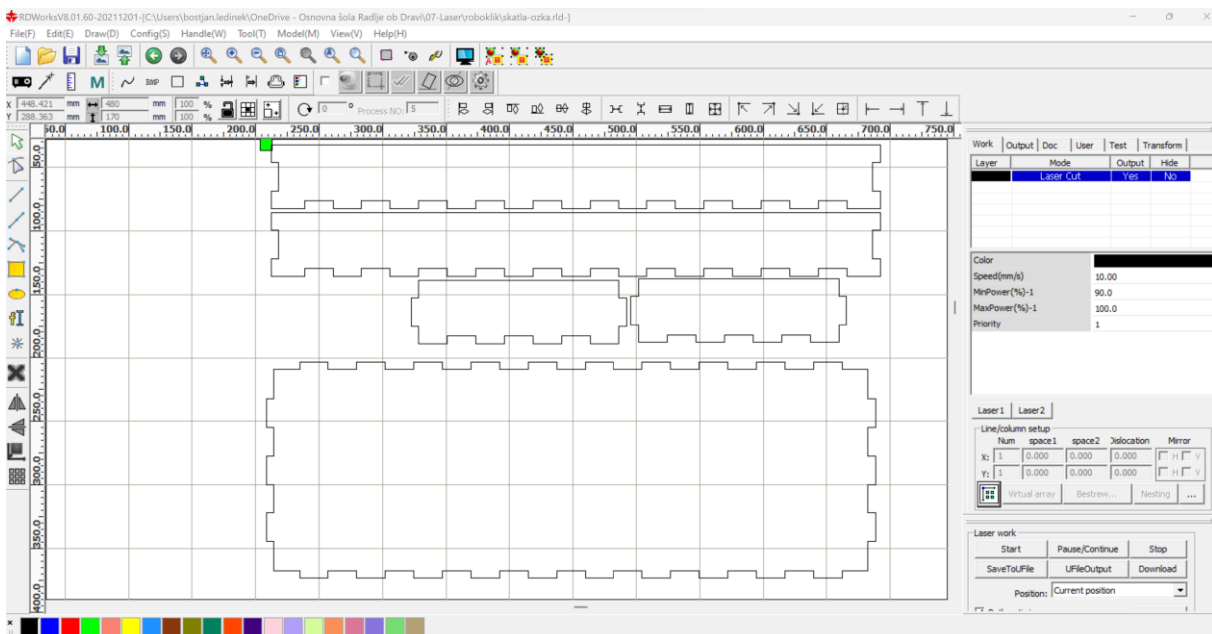 RDWorksV8.01.60-20211201-[C:\Users\bostjan.ledinek\OneDrive - Osnovna šola Radlje ob Dravi\07-Laser\roboklik\skatla-ozka.rld-]
File(F) Edit(E) Draw(D) Config(S) Handle(W) Tool(T) Model(M) View(V) Help(H)
M BMP
X 448.421 mm 480 mm 100 %
Y 288.363 mm 170 mm 100 %
0 ° Process NO: 5
50.0 100.0 150.0 200.0 250.0 300.0 350.0 400.0 450.0 500.0 550.0 600.0 650.0 700.0 750.0
50.0
100.0
150.0
200.0
250.0
300.0
350.0
400.0
Work Output Doc User Test Transform
Layer Mode Output Hide
Laser Cut Yes No
Color
Speed(mm/s) 10.00
MinPower(%)-1 90.0
MaxPower(%)-1 100.0
Priority 1
Laser1 Laser2
Line/column setup
Num space1 space2 Dislocation Mirror
X: 1 0.000 0.000 0.000 H V
Y: 1 0.000 0.000 0.000 H V
Virtual array Bestrew... Nesting ...
Laser work
Start Pause/Continue Stop
SaveToUFile UFileOutput Download
Position: Current position